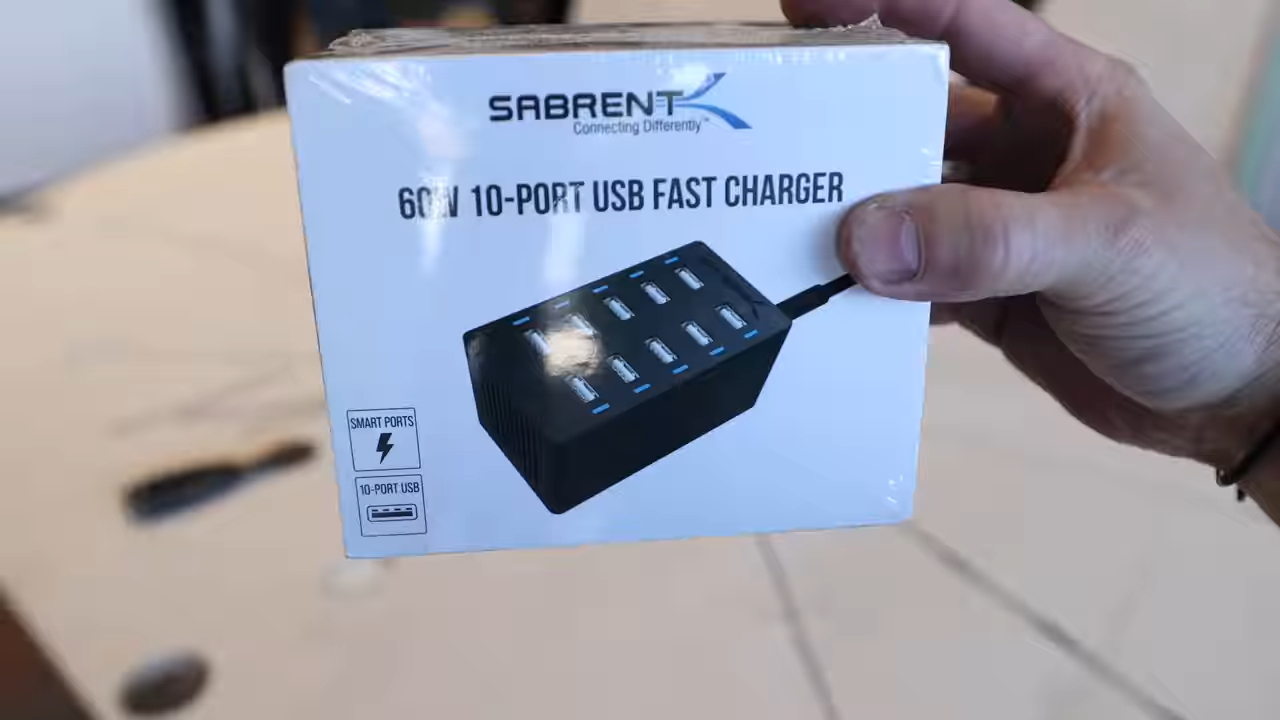 SABRENT
Connecting Differently™
60W 10-PORT USB FAST CHARGER
SMART PORTS
10-PORT USB